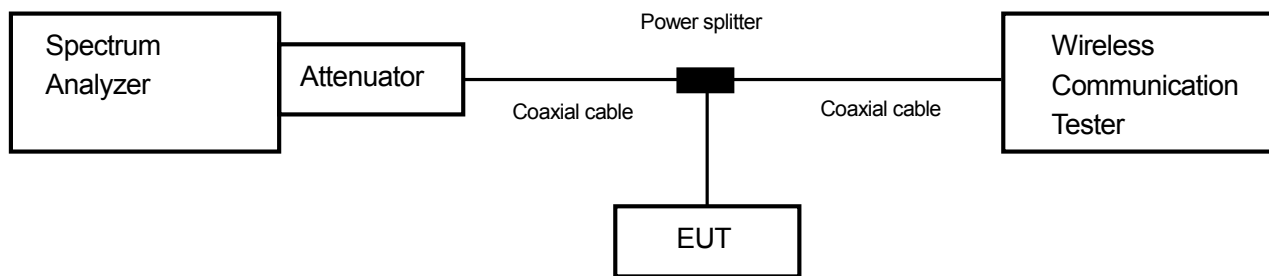 Power splitter
Spectrum
Analyzer
Attenuator
Coaxial cable
Coaxial cable
Wireless
Communication
Tester
EUT